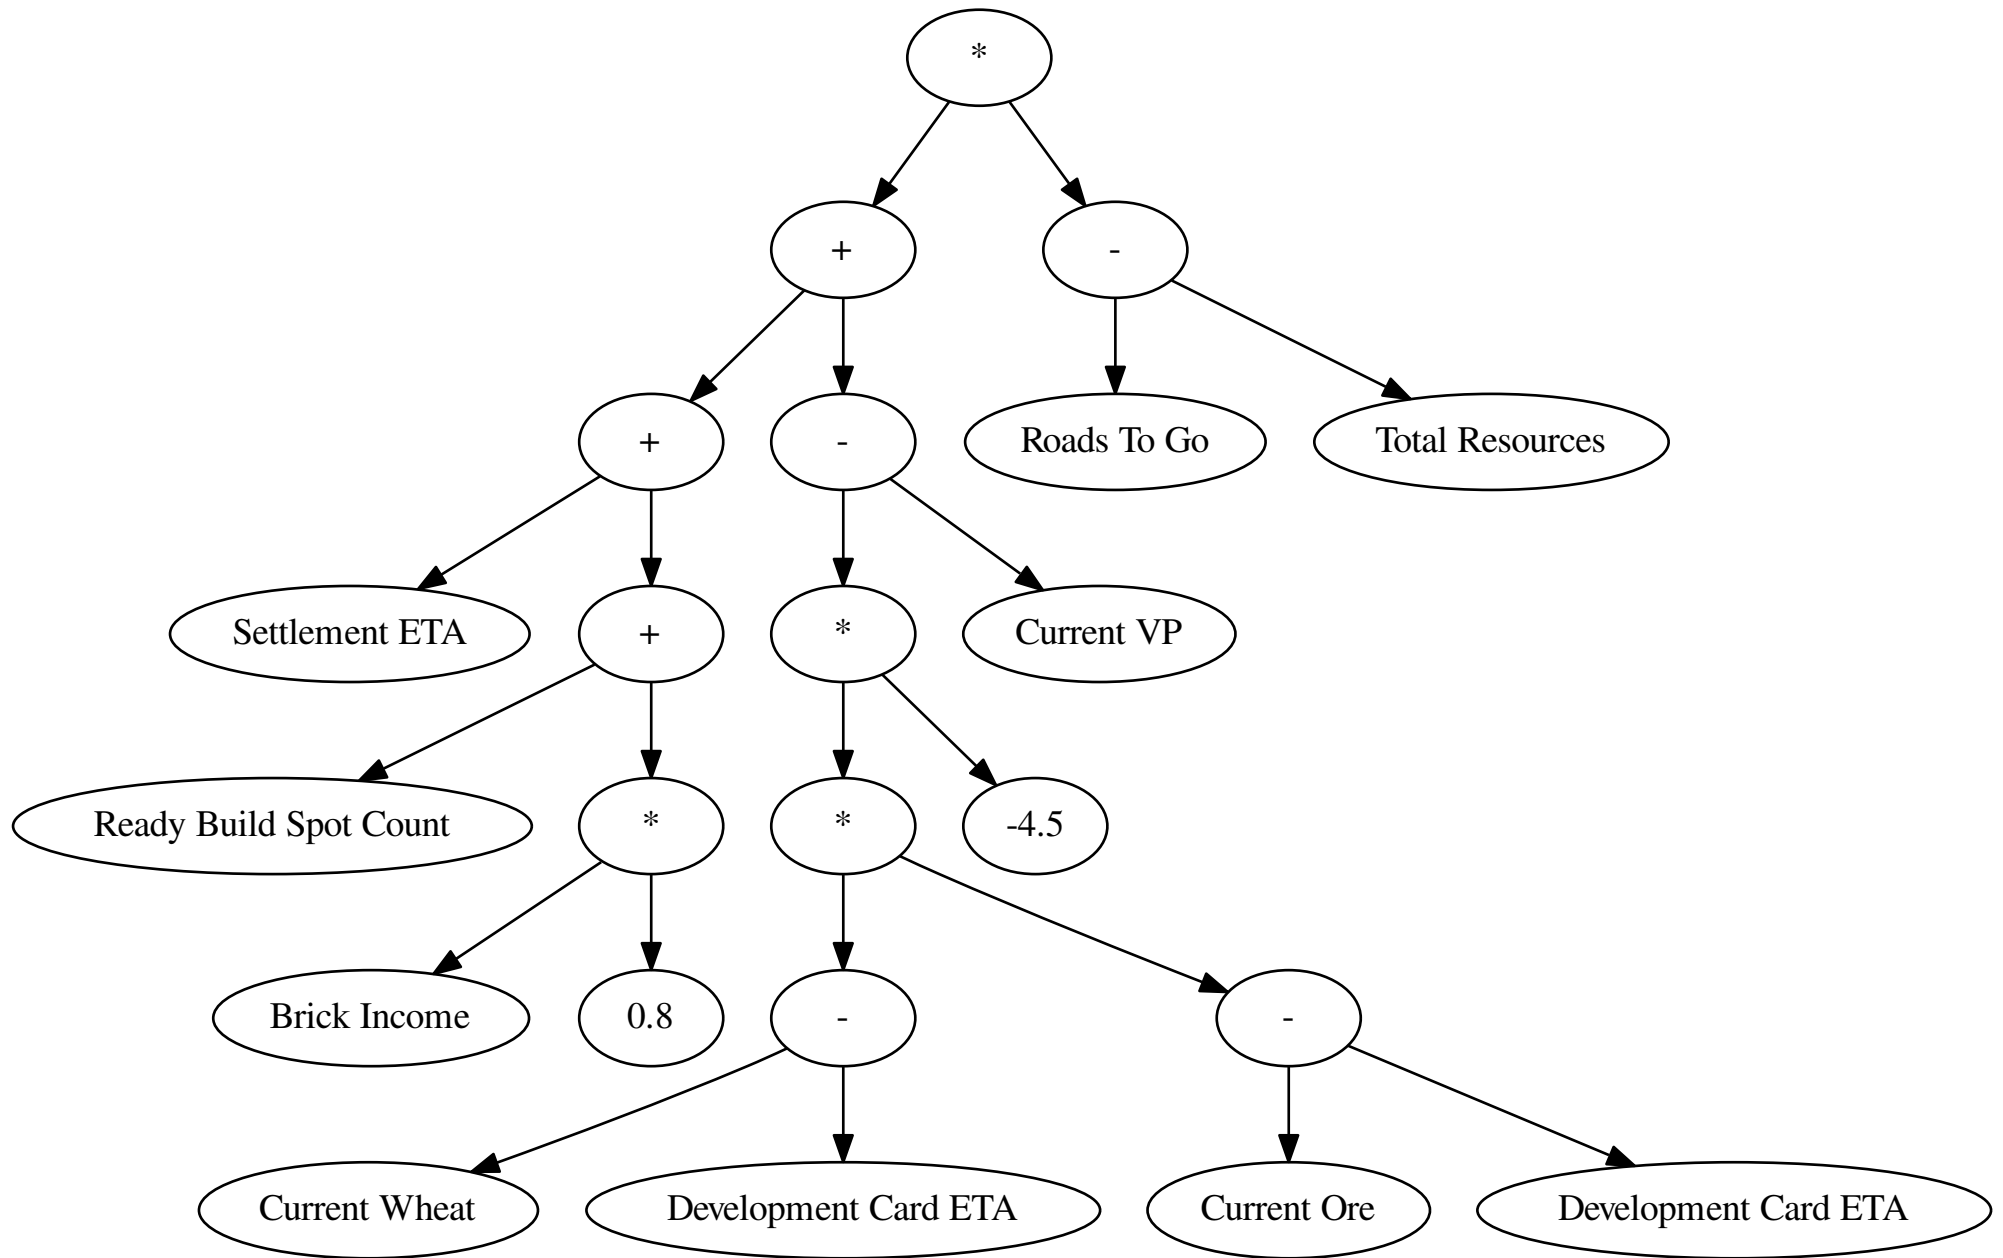 *
+
-
+
-
Roads To Go
Total Resources
Settlement ETA
+
*
Current VP
Ready Build Spot Count
*
*
-4.5
Brick Income
0.8
-
-
Current Wheat
Development Card ETA
Current Ore
Development Card ETA